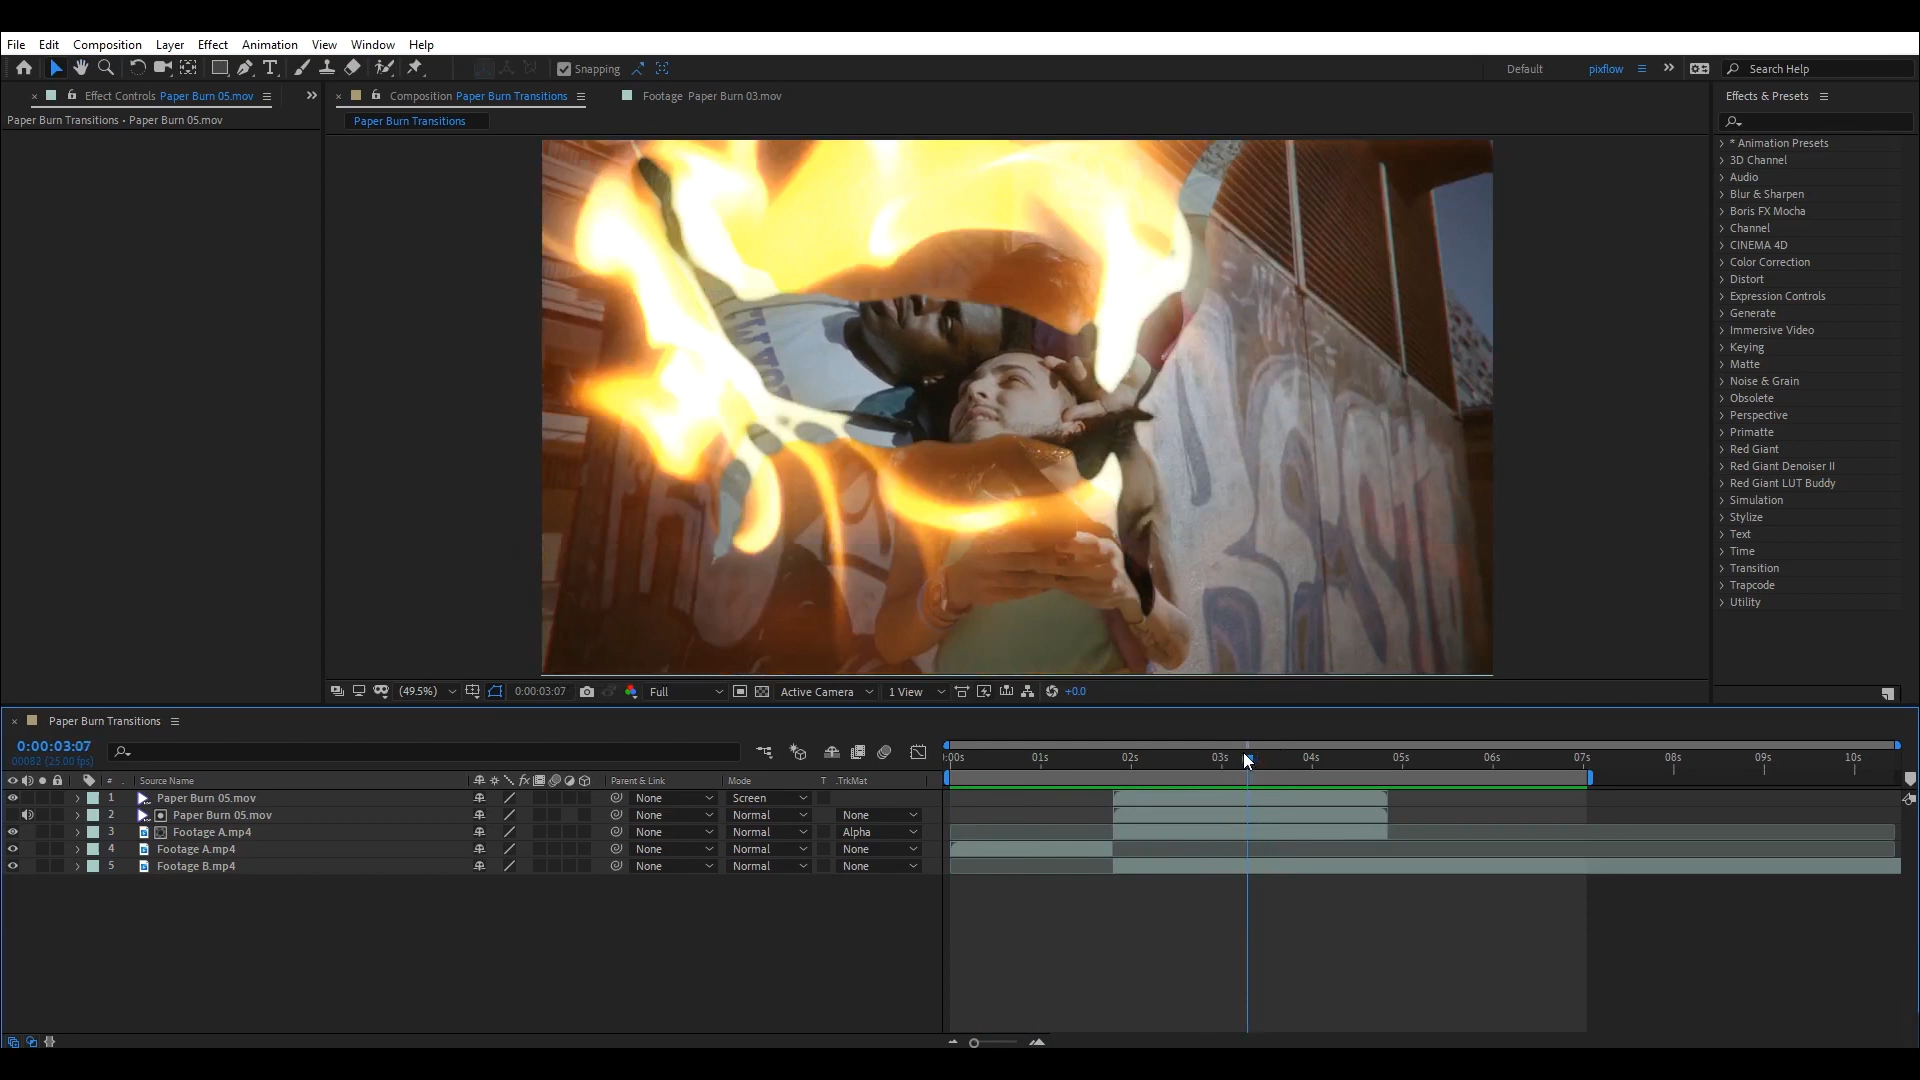 File Edit Composition Layer Effect Animation View Window Help
Snapping Default pixflow Search Help
Effect Controls Paper Burn 05.mov
Composition Paper Burn Transitions
Footage Paper Burn 03.mov
Effects & Presets
Paper Burn Transitions • Paper Burn 05.mov
Paper Burn Transitions
* Animation Presets
3D Channel
Audio
Blur & Sharpen
Boris FX Mocha
Channel
CINEMA 4D
Color Correction
Distort
Expression Controls
Generate
Immersive Video
Keying
Matte
Noise & Grain
Obsolete
Perspective
Primatte
Red Giant
Red Giant Denoiser II
Red Giant LUT Buddy
Simulation
Stylize
Text
Time
Transition
Trapcode
Utility
(49.5%) 0:00:03:07 Full Active Camera 1 View +0.0
Paper Burn Transitions
0:00:03:07
00082 (25.00 fps)
:00s 01s 02s 03s 04s 05s 06s 07s 08s 09s 10s
# Source Name fx Parent & Link Mode T .TrkMat
1 Paper Burn 05.mov None Screen
2 Paper Burn 05.mov None Normal None
3 Footage A.mp4 None Normal Alpha
4 Footage A.mp4 None Normal None
5 Footage B.mp4 None Normal None